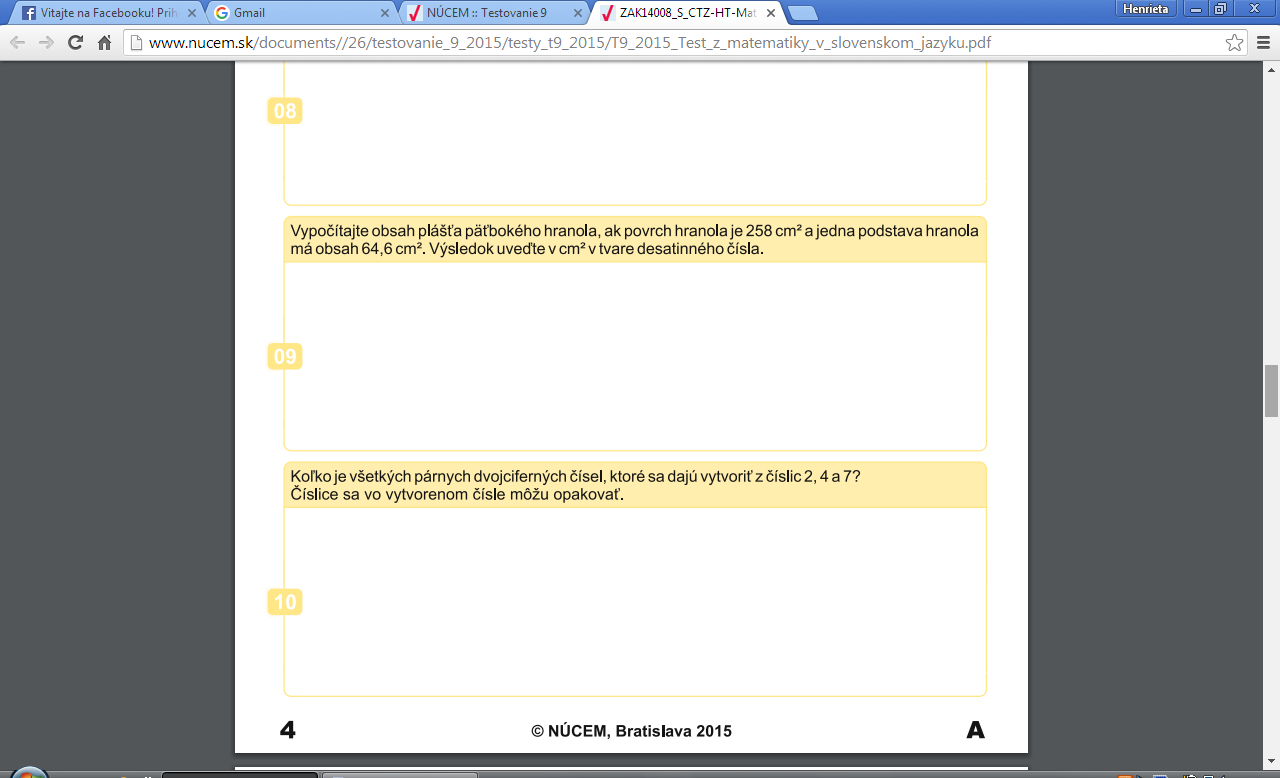 Vitajte na Facebooku! Prih
Gmail
NÚCEM :: Testovanie 9
ZAK14008_S_CTZ-HT-Mat
Henrieta
www.nucem.sk/documents//26/testovanie_9_2015/testy_t9_2015/T9_2015_Test_z_matematiky_v_slovenskom_jazyku.pdf
08
Vypočítajte obsah plášťa päťbokého hranola, ak povrch hranola je 258 cm² a jedna podstava hranola
má obsah 64,6 cm². Výsledok uveďte v cm² v tvare desatinného čísla.
09
Koľko je všetkých párnych dvojciferných čísel, ktoré sa dajú vytvoriť z číslic 2, 4 a 7?
Číslice sa vo vytvorenom čísle môžu opakovať.
10
4
© NÚCEM, Bratislava 2015
A